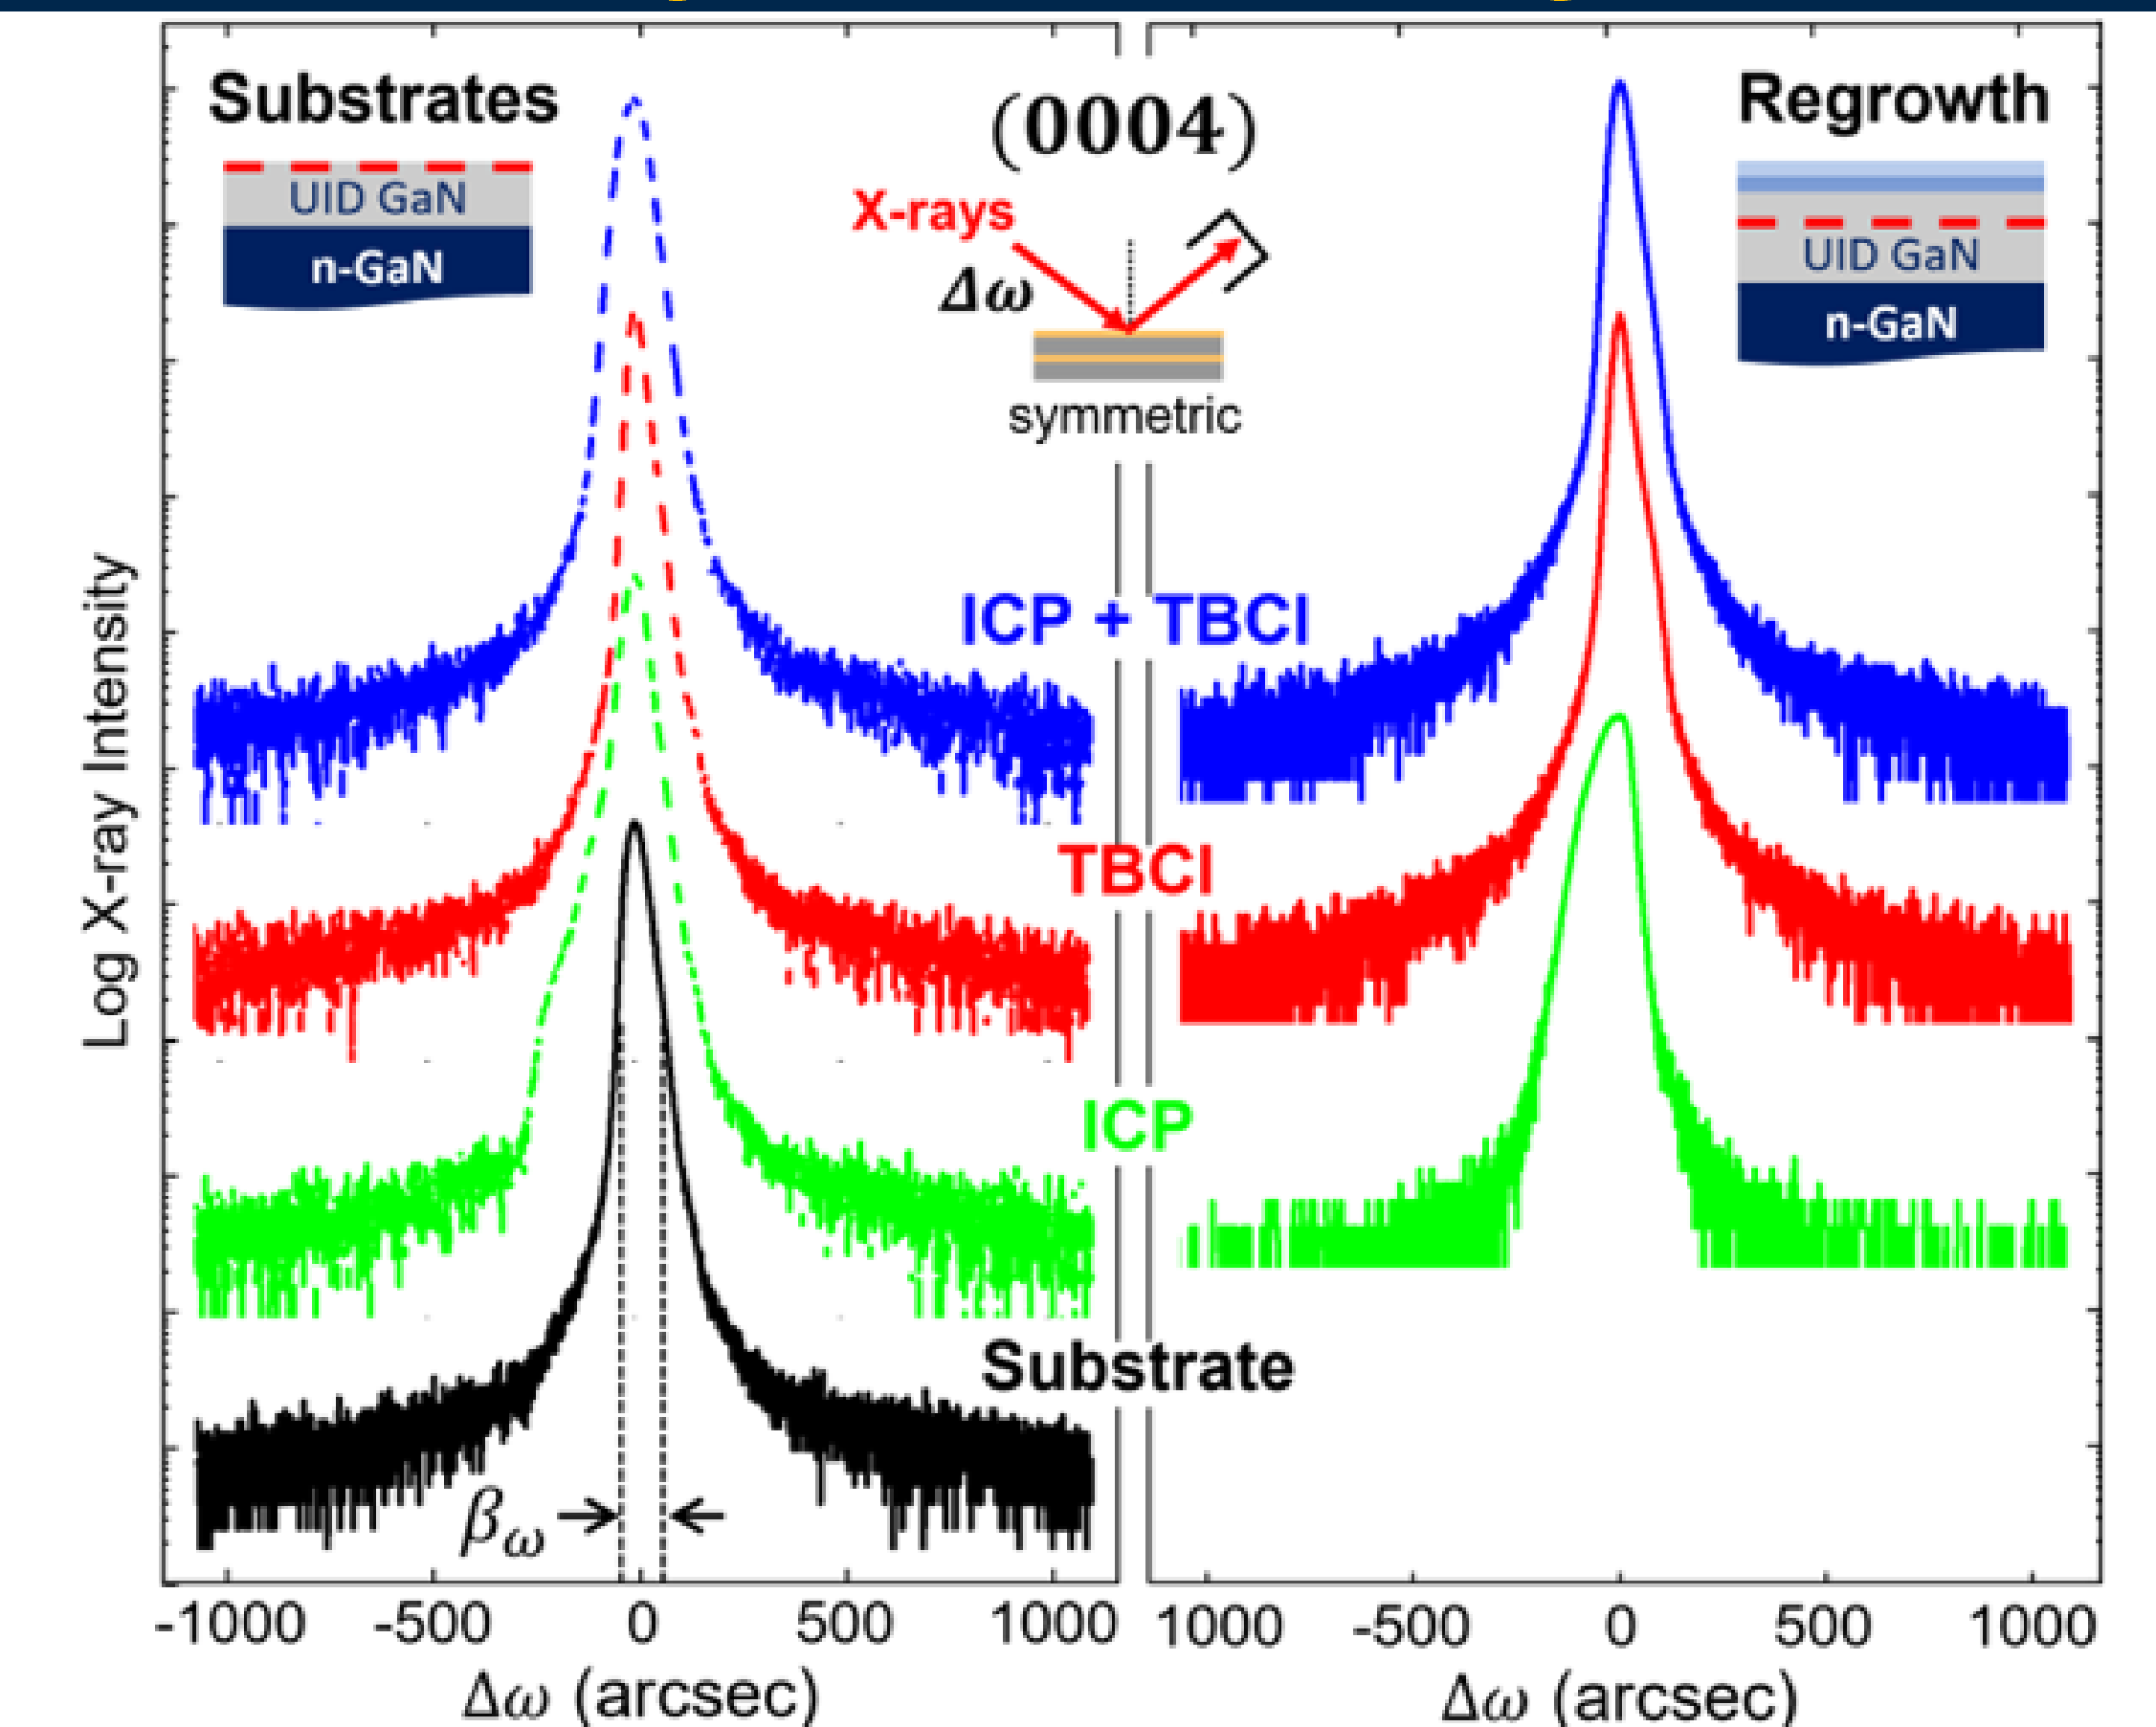 Substrates
UID GaN
n-GaN
(0004)
X-rays
Δω
symmetric
Regrowth
UID GaN
n-GaN
Log X-ray Intensity
ICP + TBCl
TBCl
ICP
Substrate
βω
-1000 -500 0 500 1000
1000 -500 0 500 1000
Δω (arcsec)
Δω (arcsec)